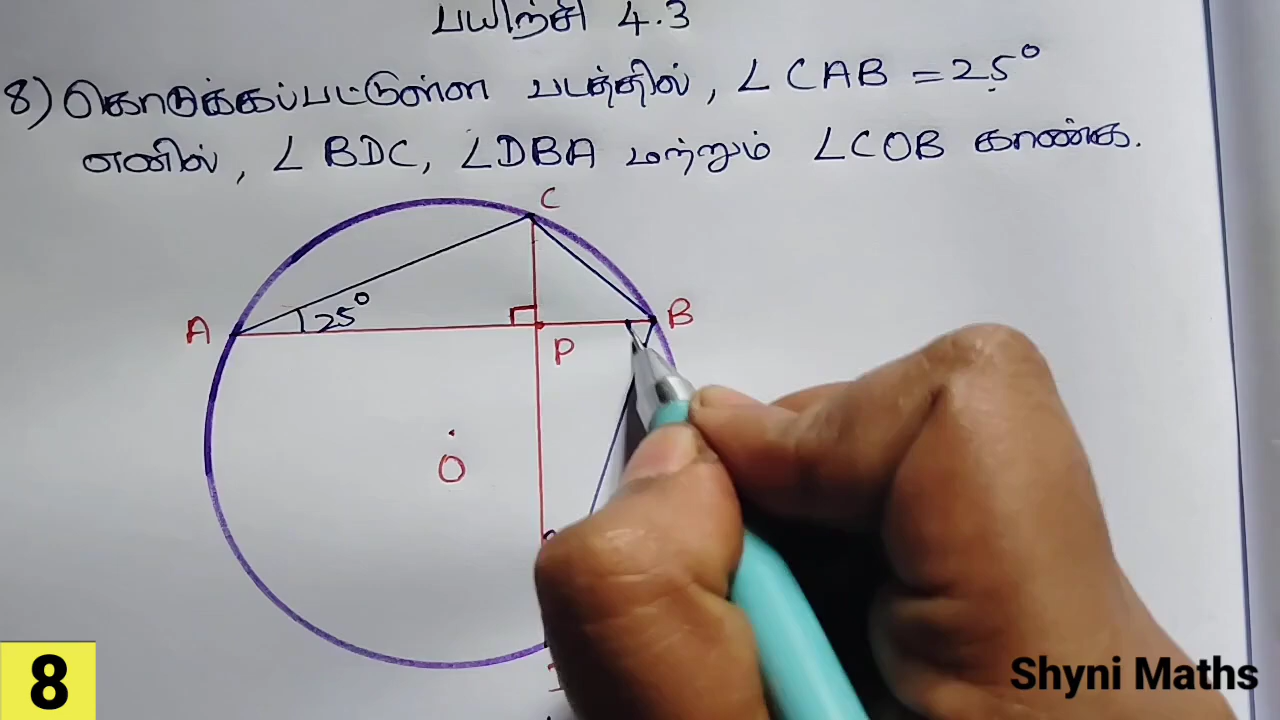 பயிற்சி 4.3
8) கொடுக்கப்பட்டுள்ள படத்தில், ∠CAB = 25°
எனில், ∠BDC, ∠DBA மற்றும் ∠COB காண்க.
C
A 25° B
P
O
8
Shyni Maths